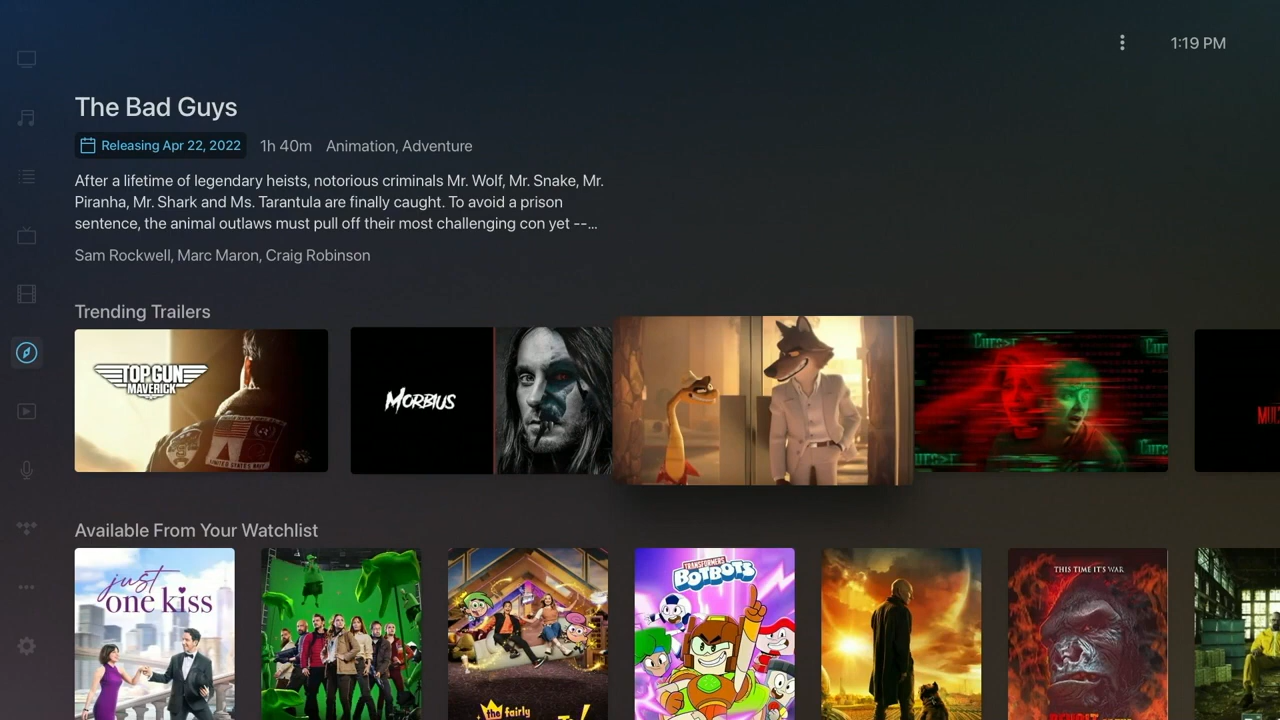 1:19 PM
The Bad Guys
Releasing Apr 22, 2022 1h 40m Animation, Adventure
After a lifetime of legendary heists, notorious criminals Mr. Wolf, Mr. Snake, Mr.
Piranha, Mr. Shark and Ms. Tarantula are finally caught. To avoid a prison
sentence, the animal outlaws must pull off their most challenging con yet --...
Sam Rockwell, Marc Maron, Craig Robinson
Trending Trailers
TOP GUN
MAVERICK
UNITED STATES NAVY
MORBIUS
Curs>r
Available From Your Watchlist
just
one kiss
the fairly
TRANSFORMERS
BOTBOTS
THIS TIME IT'S WAR